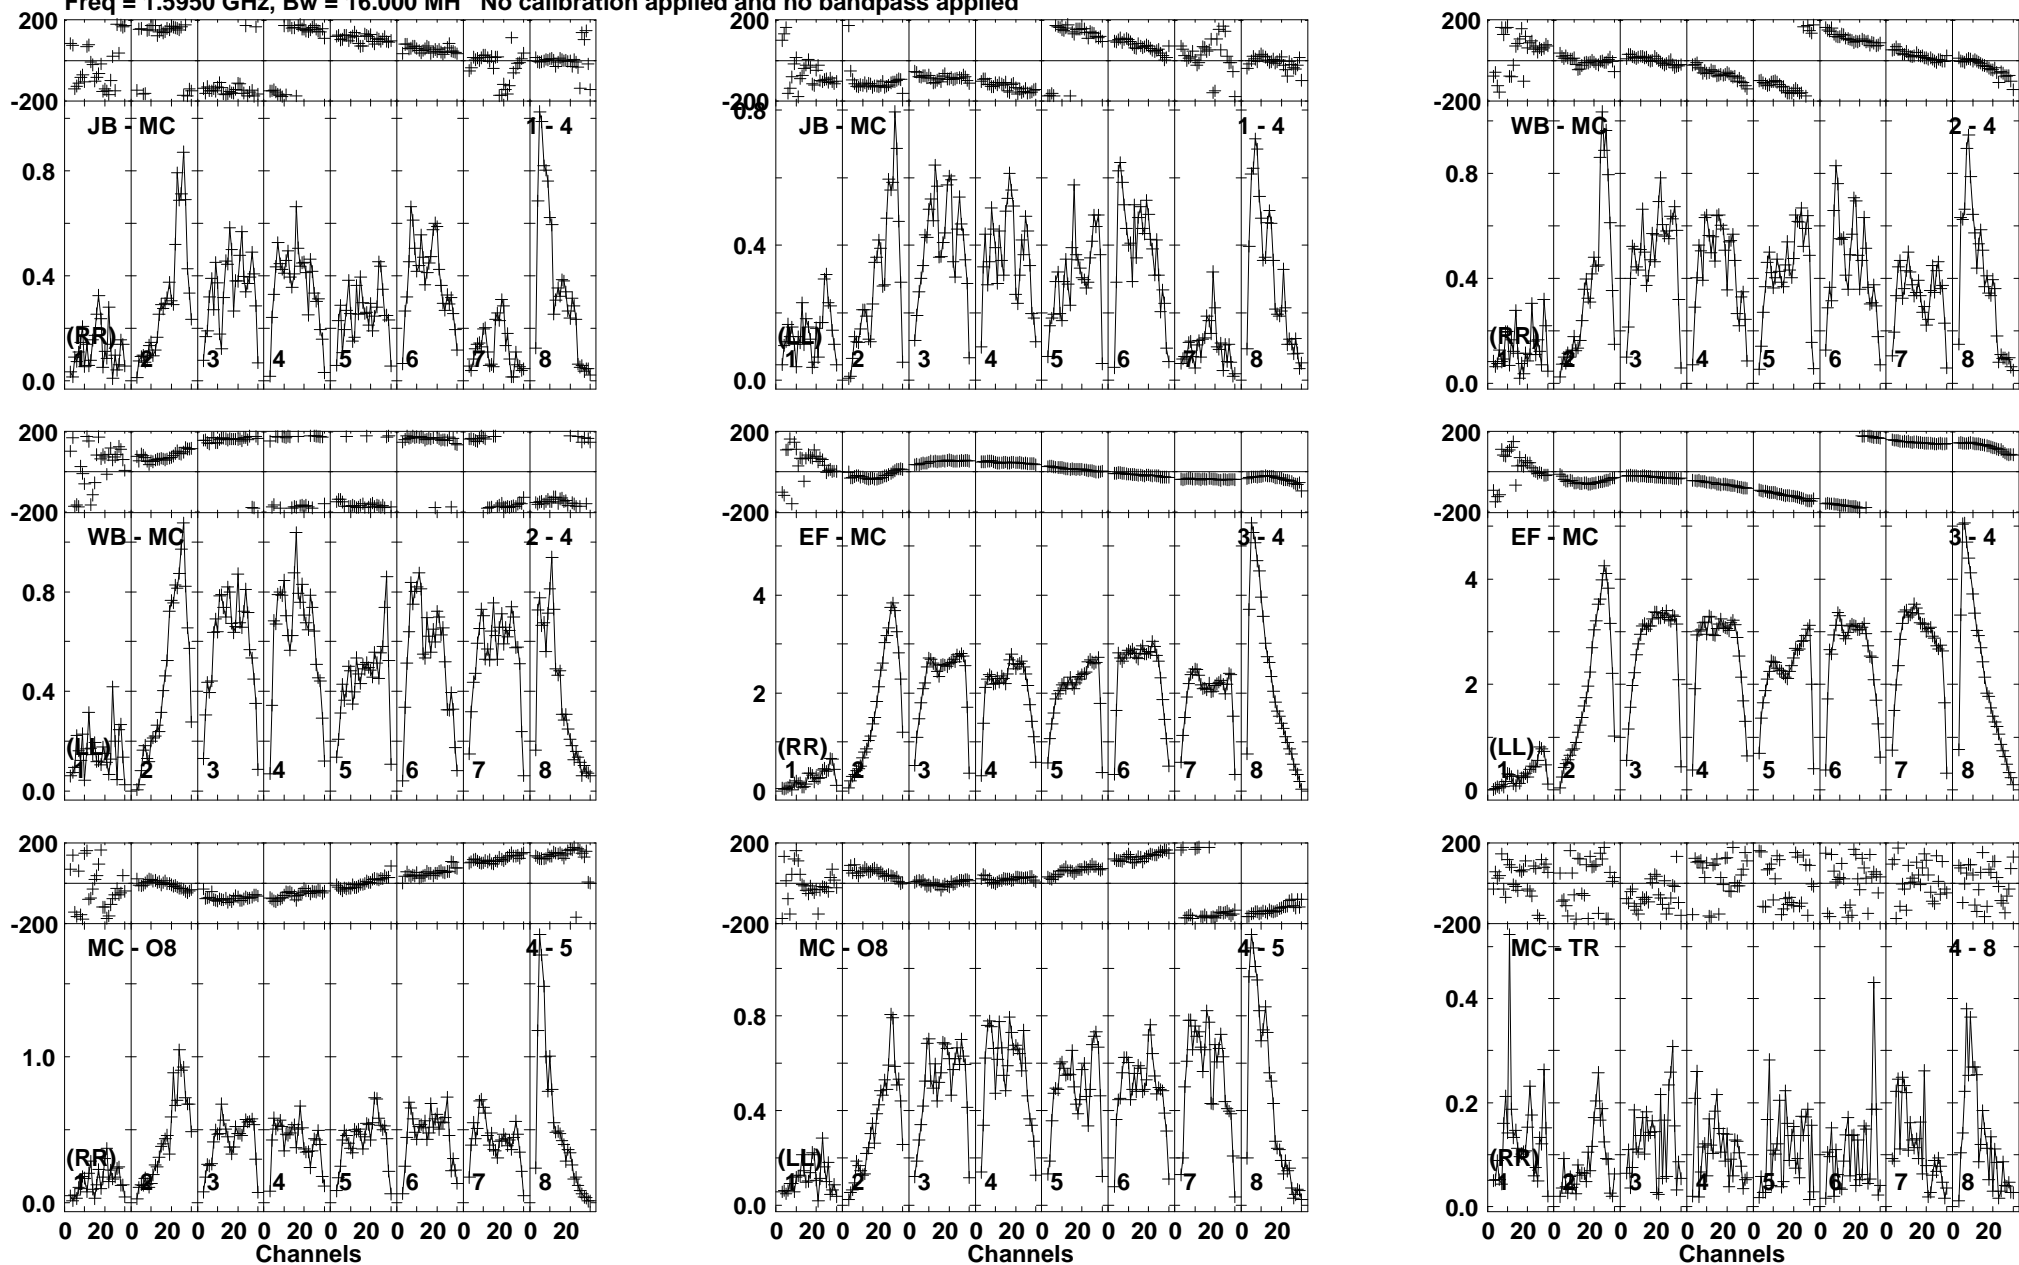 Freq = 1.5950 GHz, Bw = 16.000 MH No calibration applied and no bandpass applied
200 200 200
-200 -200 -200
JB - MC 1 - 4 JB - MC 1 - 4 WB - MC 2 - 4
0.8 0.8 0.8
0.4 0.4 0.4
(RR) (LL) (RR)
1 2 3 4 5 6 7 8 1 2 3 4 5 6 7 8 1 2 3 4 5 6 7 8
0.0 0.0 0.0
200 200 200
-200 -200 -200
WB - MC 2 - 4 EF - MC 3 - 4 EF - MC 3 - 4
0.8 4 4
0.4 2 2
(LL) (RR) (LL)
1 2 3 4 5 6 7 8 1 2 3 4 5 6 7 8 1 2 3 4 5 6 7 8
0.0 0 0
200 200 200
-200 -200 -200
MC - O8 4 - 5 MC - O8 4 - 5 MC - TR 4 - 8
1.0 0.8 0.4
0.4 0.2
(RR) (LL) (RR)
1 2 3 4 5 6 7 8 1 2 3 4 5 6 7 8 1 2 3 4 5 6 7 8
0.0 0.0 0.0
0 20 0 20 0 20 0 20 0 20 0 20 0 20 0 20 0 20 0 20 0 20 0 20 0 20 0 20 0 20 0 20 0 20 0 20 0 20 0 20 0 20 0 20 0 20 0 20
Channels Channels Channels